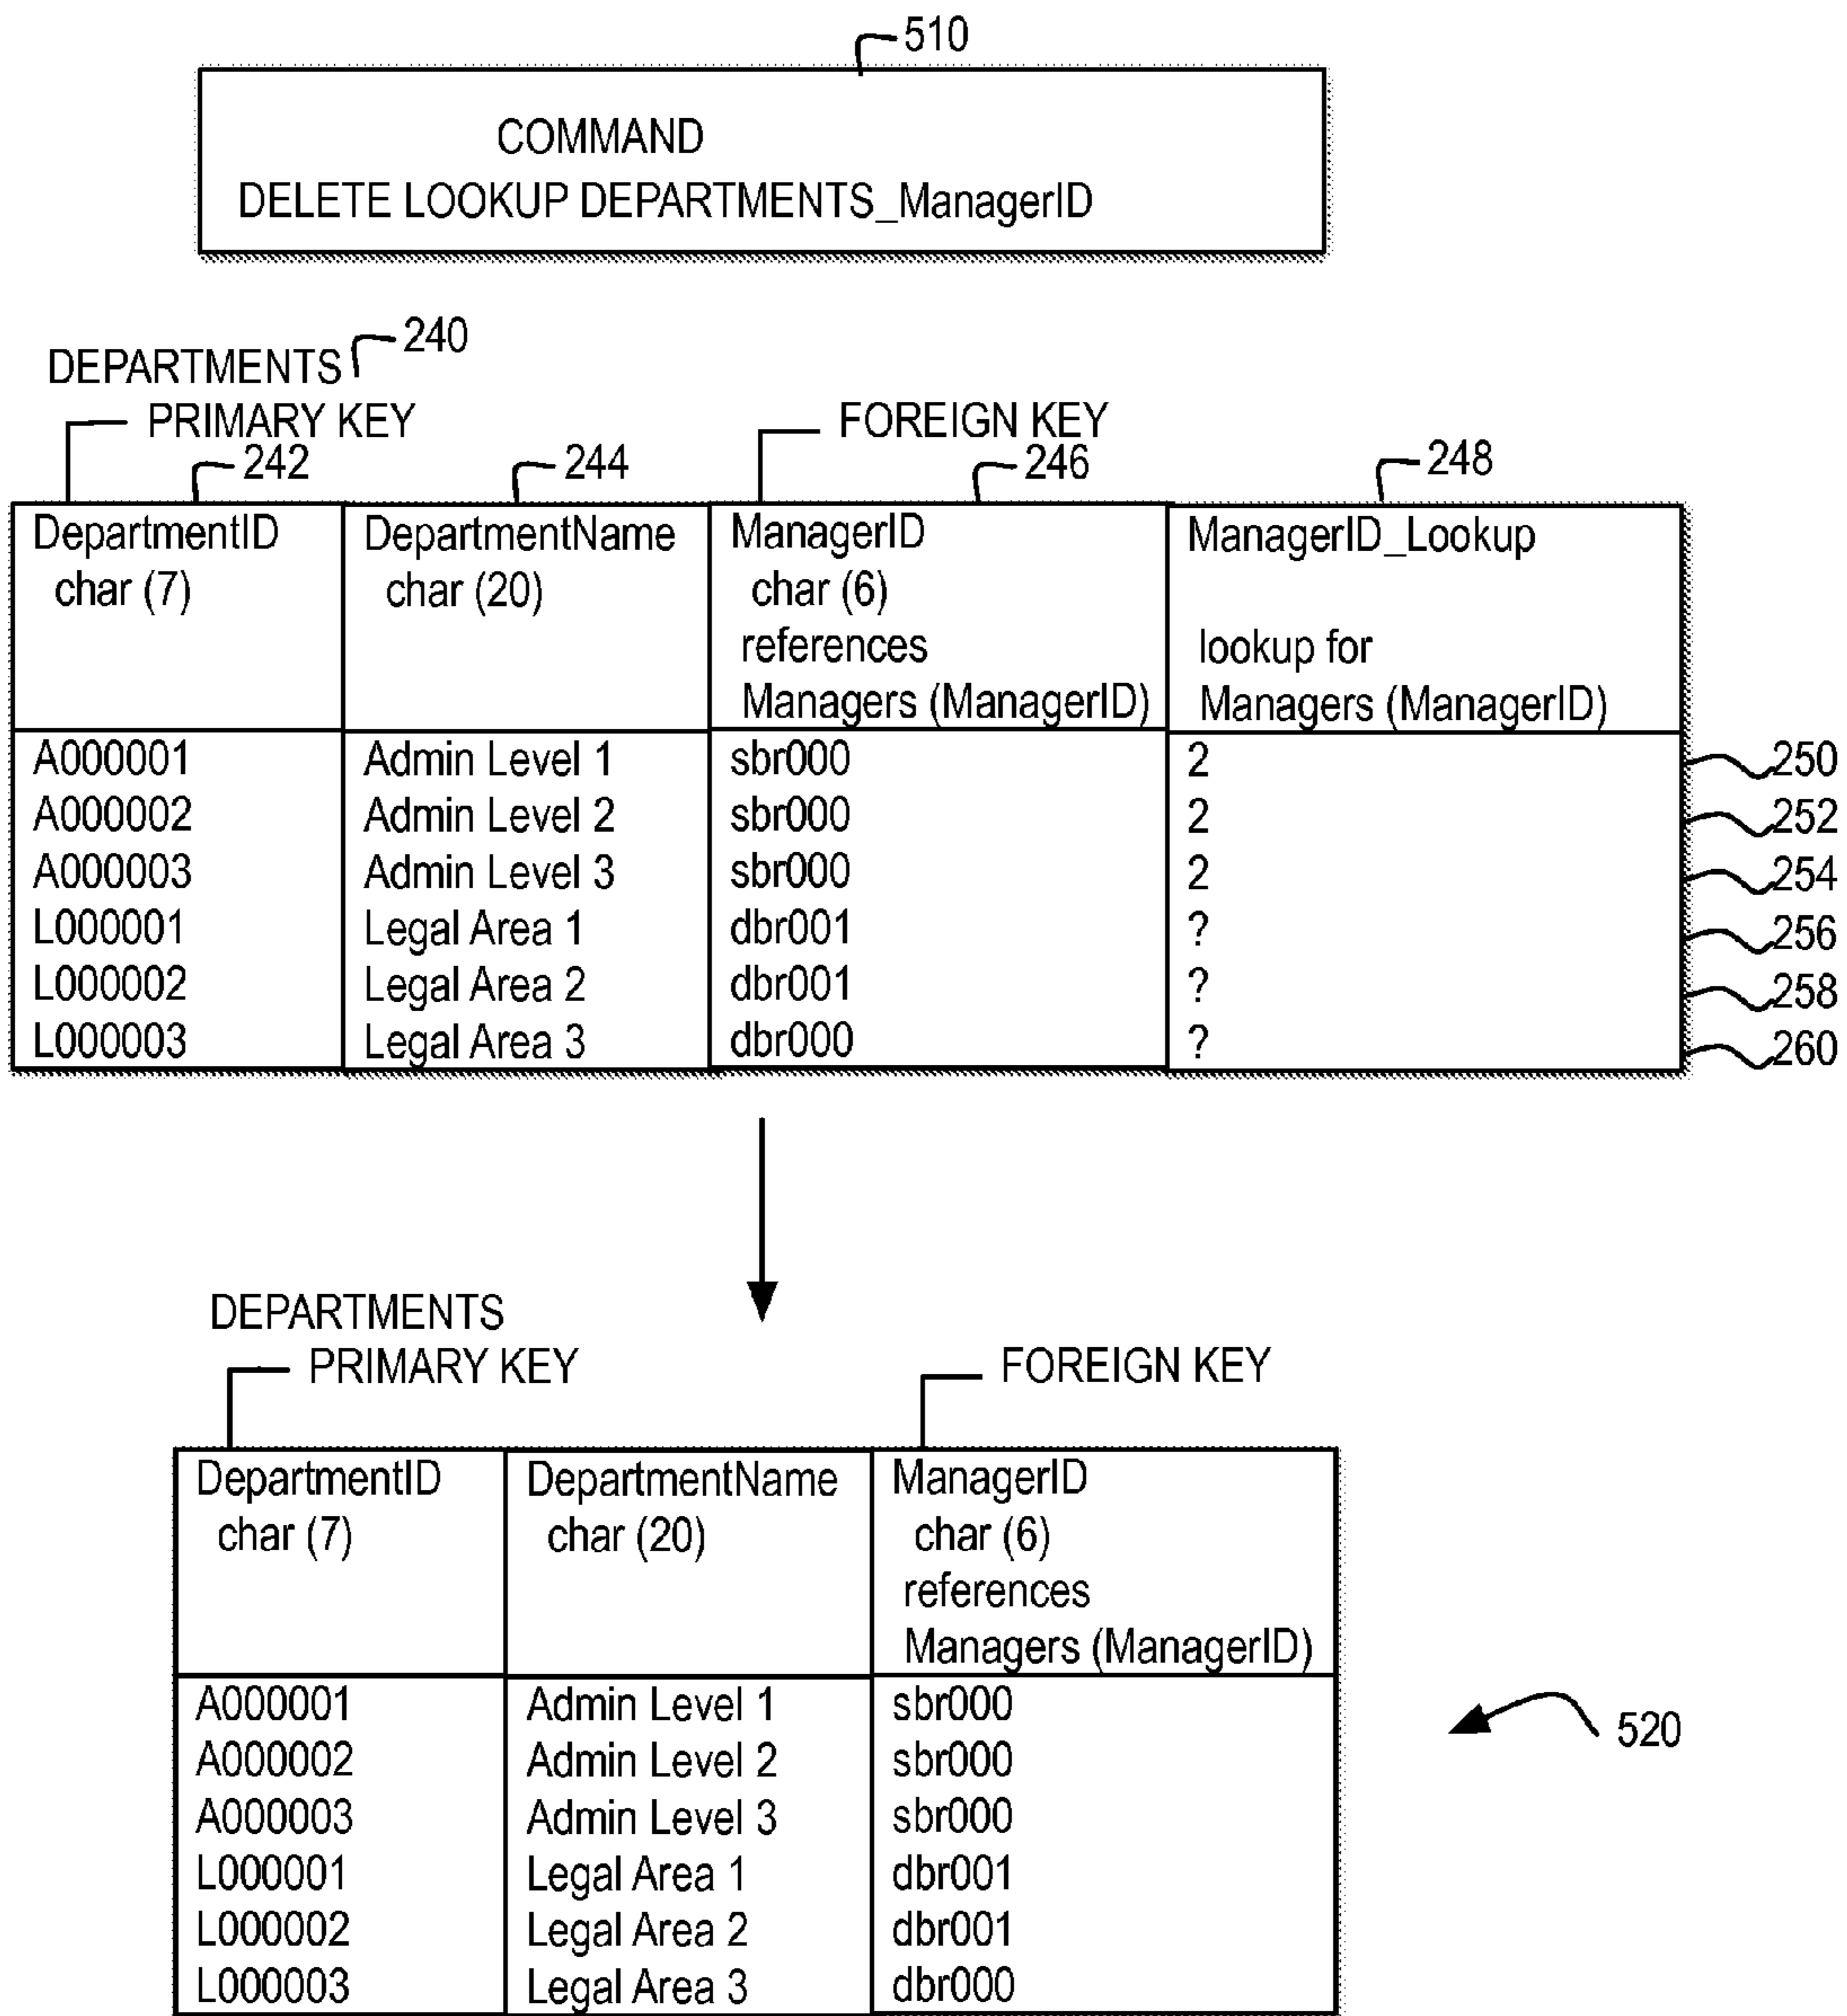 510
COMMAND
DELETE LOOKUP DEPARTMENTS_ManagerID
DEPARTMENTS 240
PRIMARY KEY FOREIGN KEY
242 244 246 248
DepartmentID DepartmentName ManagerID ManagerID_Lookup
char (7) char (20) char (6)
references lookup for
Managers (ManagerID) Managers (ManagerID)
A000001 Admin Level 1 sbr000 2 250
A000002 Admin Level 2 sbr000 2 252
A000003 Admin Level 3 sbr000 2 254
L000001 Legal Area 1 dbr001 ? 256
L000002 Legal Area 2 dbr001 ? 258
L000003 Legal Area 3 dbr000 ? 260
DEPARTMENTS
PRIMARY KEY FOREIGN KEY
DepartmentID DepartmentName ManagerID
char (7) char (20) char (6)
references
Managers (ManagerID)
A000001 Admin Level 1 sbr000
520
A000002 Admin Level 2 sbr000
A000003 Admin Level 3 sbr000
L000001 Legal Area 1 dbr001
L000002 Legal Area 2 dbr001
L000003 Legal Area 3 dbr000